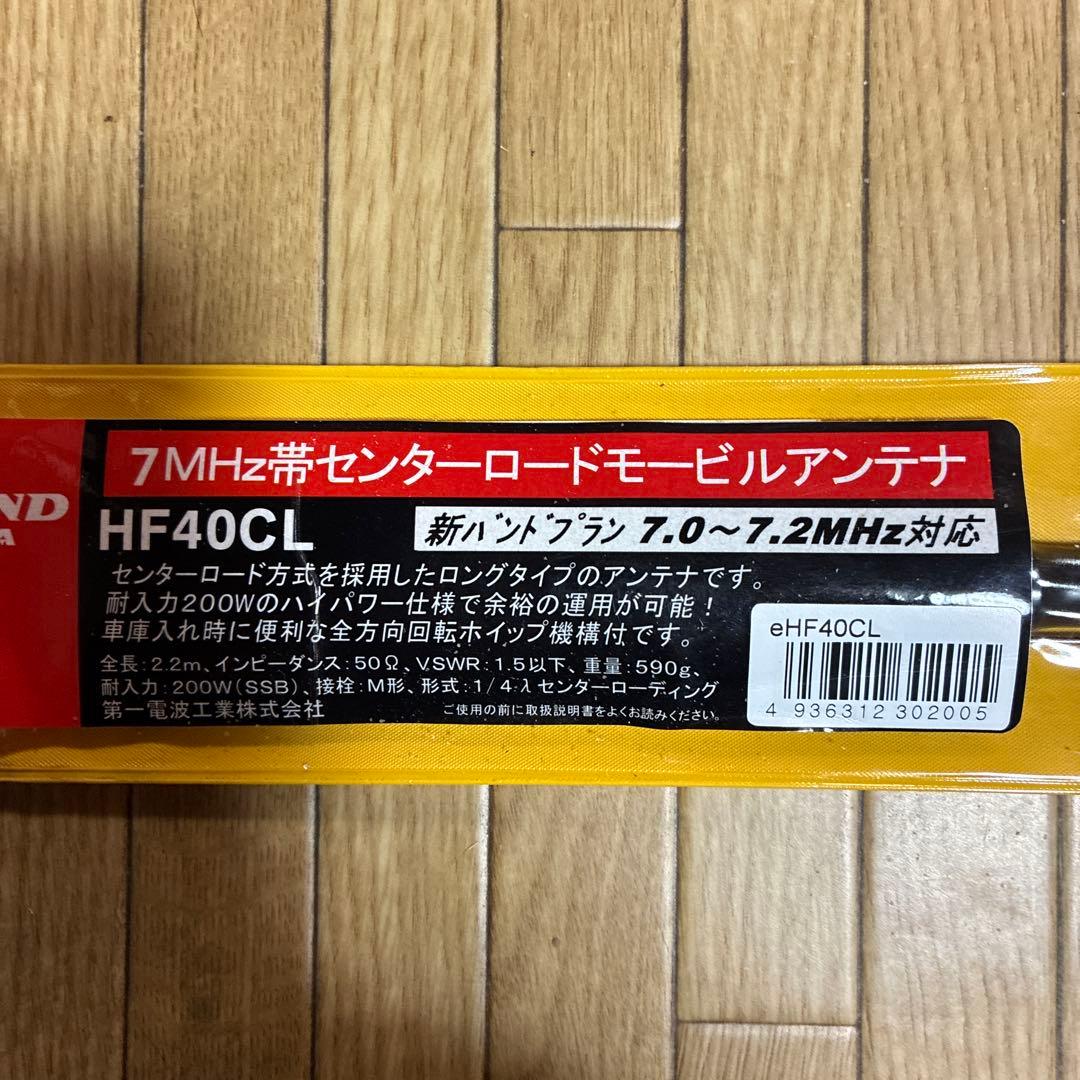 7MHz帯センターロードモービルアンテナ
ND
A
HF40CL
新バンドプラン 7.0～7.2MHz対応
センターロード方式を採用したロングタイプのアンテナです。
耐入力200Wのハイパワー仕様で余裕の運用が可能！
車庫入れ時に便利な全方向回転ホイップ機構付です。
全長:2.2m、インピーダンス:50Ω、V.SWR:1.5以下、重量:590g、
耐入力:200W(SSB)、接栓:M形、形式:1/4λセンターローディング
第一電波工業株式会社
ご使用の前に取扱説明書をよくお読みください。
eHF40CL
4 936312 302005